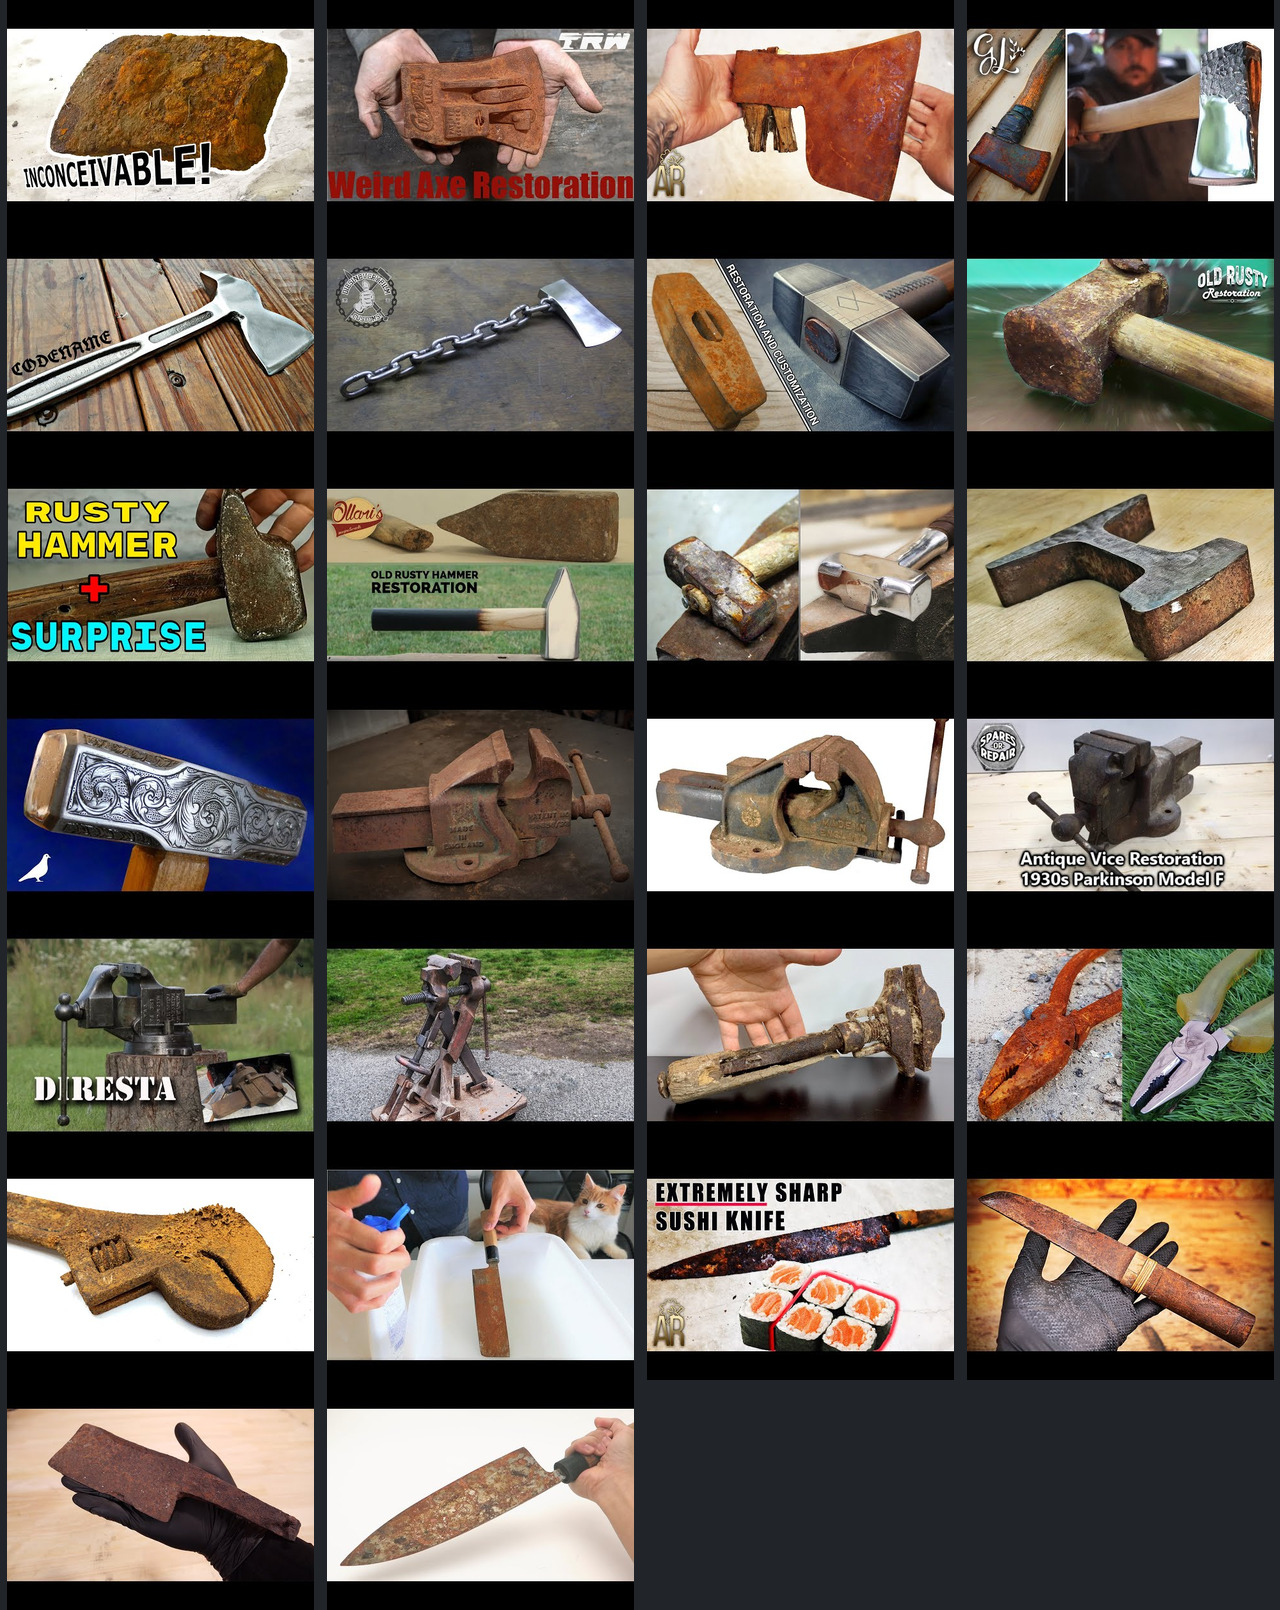 INCONCEIVABLE!
TRW
Coca-Cola
Weird Axe Restoration
AR
GL
CODENAME
RESTORATION AND CUSTOMIZATION
OLD RUSTY
Restoration
RUSTY
HAMMER
+
SURPRISE
Ollari's
OLD RUSTY HAMMER
RESTORATION
MADE
IN
ENGLAND
SPARES
OR
REPAIR
Antique Vice Restoration
1930s Parkinson Model F
DIRESTA
EXTREMELY SHARP
SUSHI KNIFE
AR